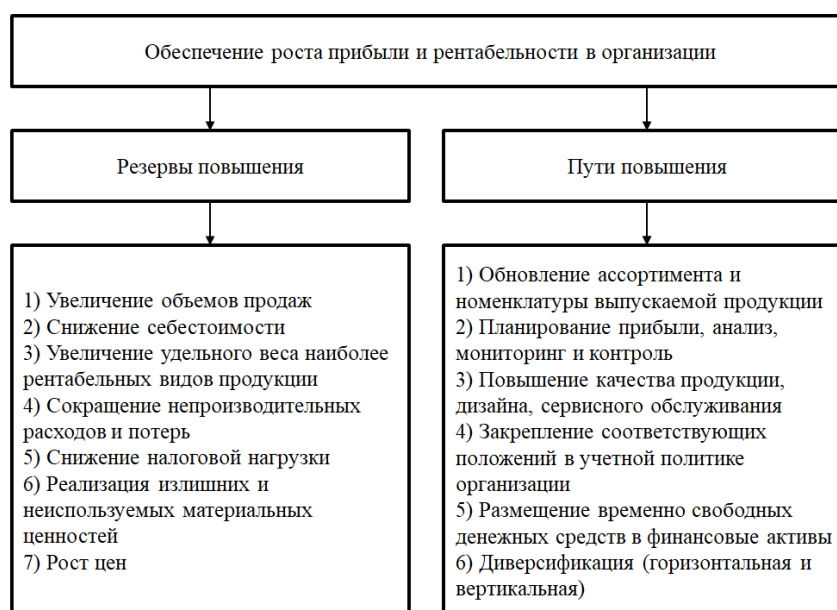 Обеспечение роста прибыли и рентабельности в организации
Резервы повышения
Пути повышения
1) Увеличение объемов продаж
2) Снижение себестоимости
3) Увеличение удельного веса наиболее
рентабельных видов продукции
4) Сокращение непроизводительных
расходов и потерь
5) Снижение налоговой нагрузки
6) Реализация излишних и
неиспользуемых материальных
ценностей
7) Рост цен
1) Обновление ассортимента и
номенклатуры выпускаемой продукции
2) Планирование прибыли, анализ,
мониторинг и контроль
3) Повышение качества продукции,
дизайна, сервисного обслуживания
4) Закрепление соответствующих
положений в учетной политике
организации
5) Размещение временно свободных
денежных средств в финансовые активы
6) Диверсификация (горизонтальная и
вертикальная)